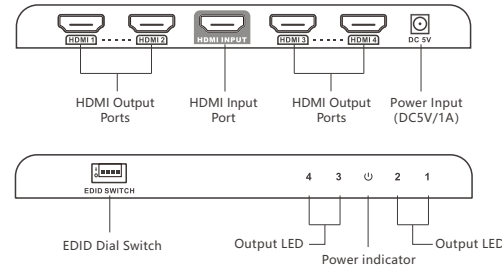 HDMI 1 HDMI 2 HDMI INPUT HDMI 3 HDMI 4 DC 5V
HDMI Output Ports
HDMI Input Port
HDMI Output Ports
Power Input (DC5V/1A)
4 3 2 1
EDID SWITCH
EDID Dial Switch
Output LED
Power indicator
Output LED